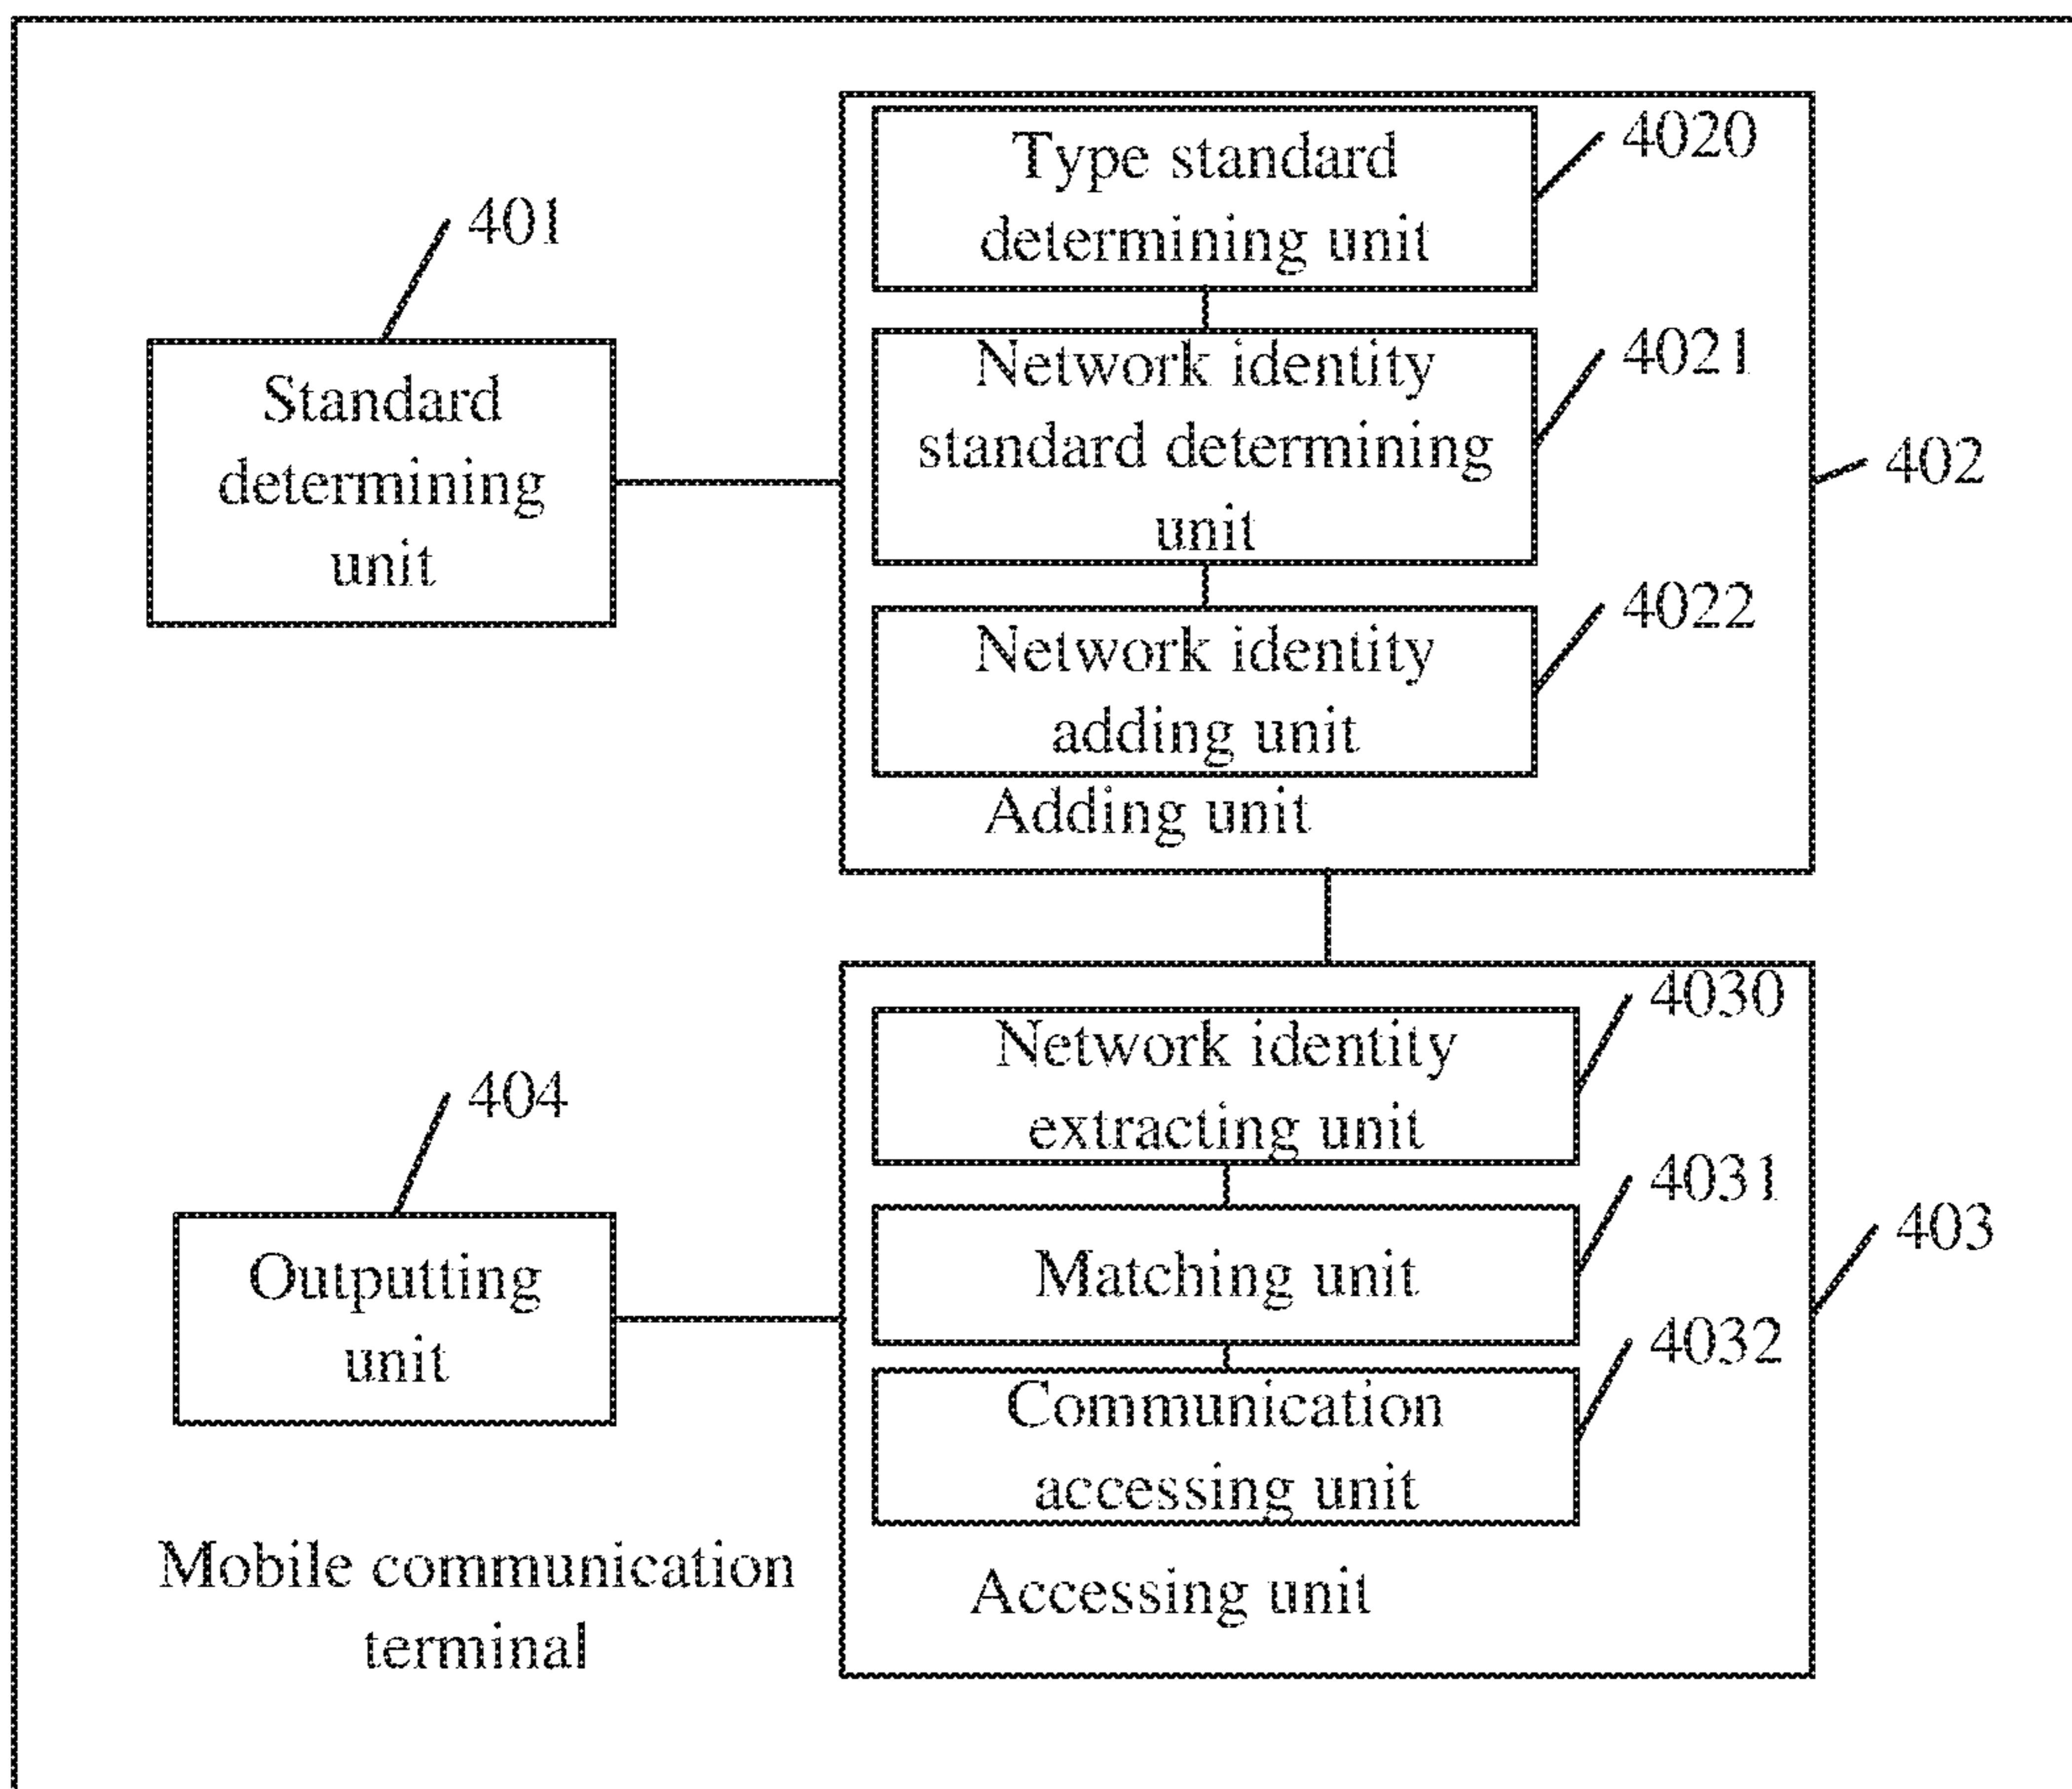 401
Standard
determining
unit
Type standard
determining unit
4020
Network identity
standard determining
unit
4021
Network identity
adding unit
4022
Adding unit
402
Network identity
extracting unit
4030
Matching unit
4031
Communication
accessing unit
4032
Accessing unit
403
404
Outputting
unit
Mobile communication
terminal